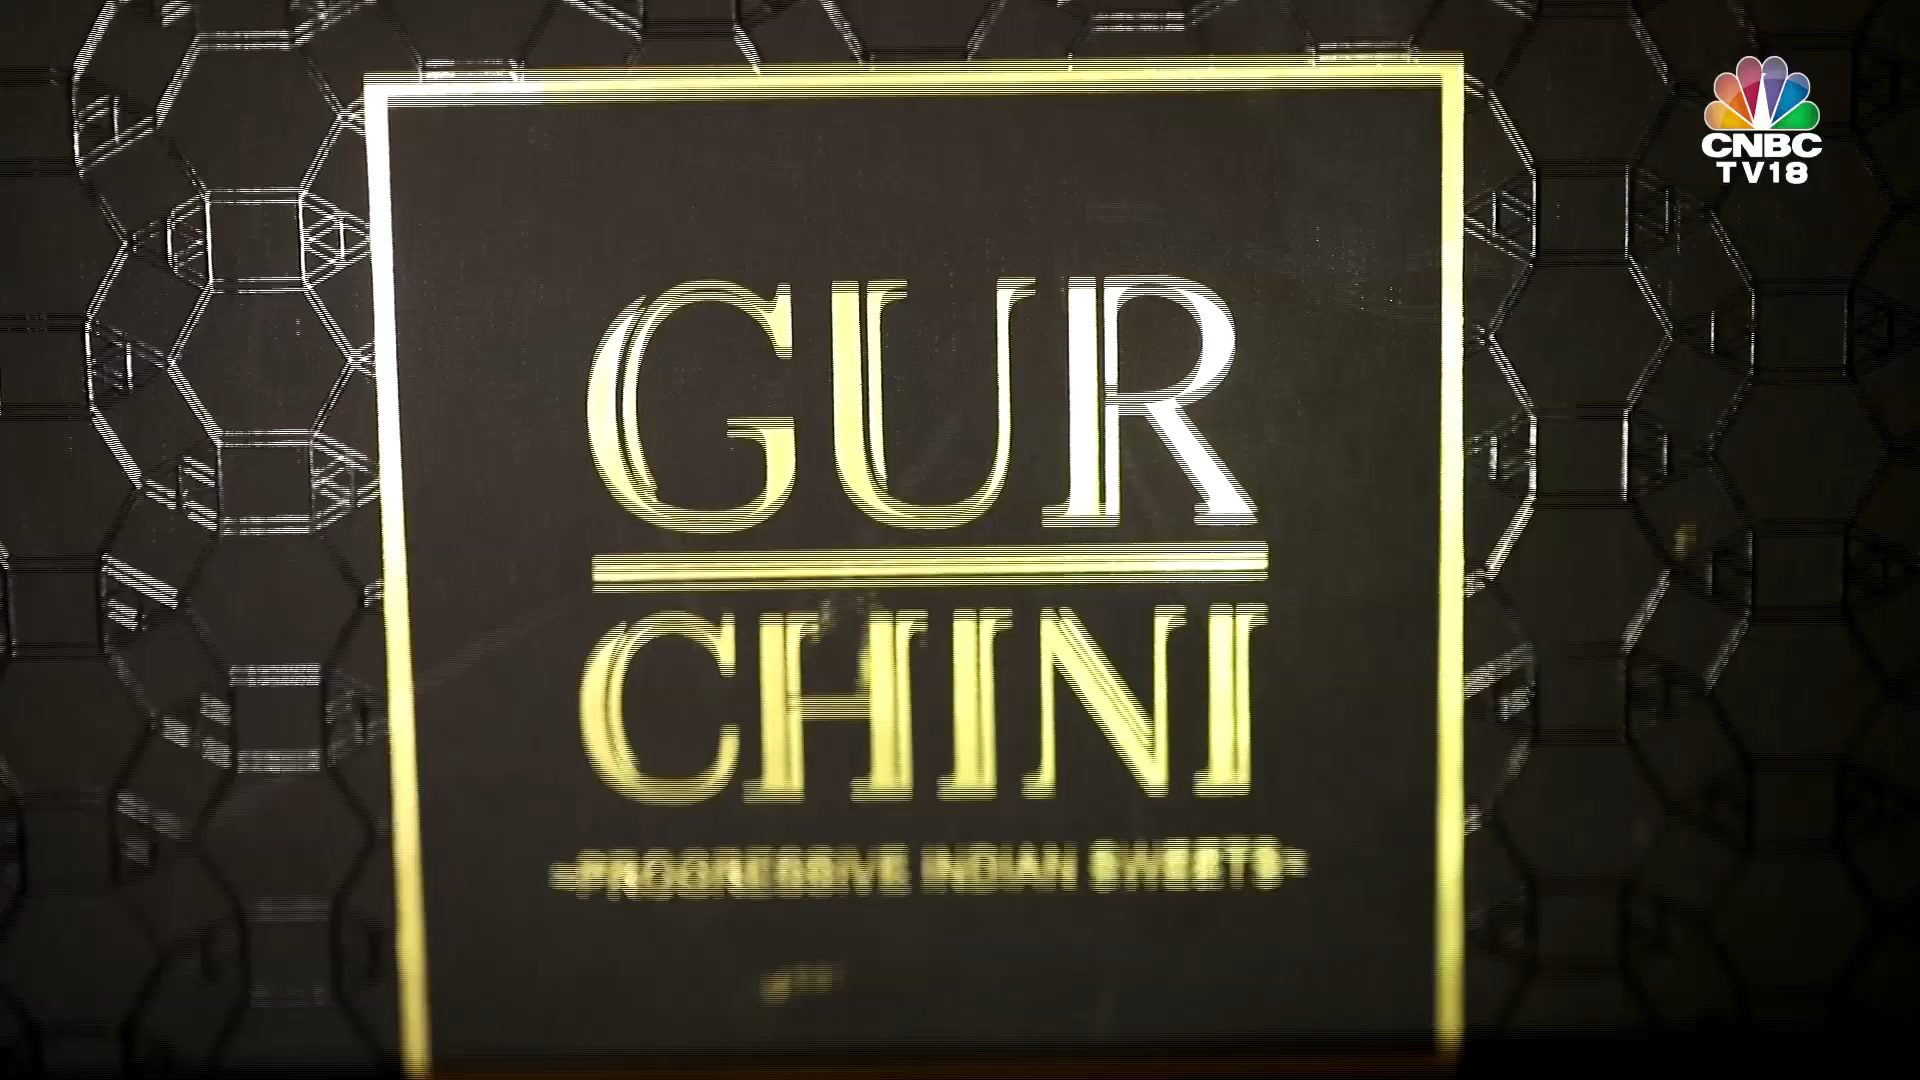 CNBC
TV18
GUR
CHINI
-PROGRESSIVE INDIAN SWEETS-